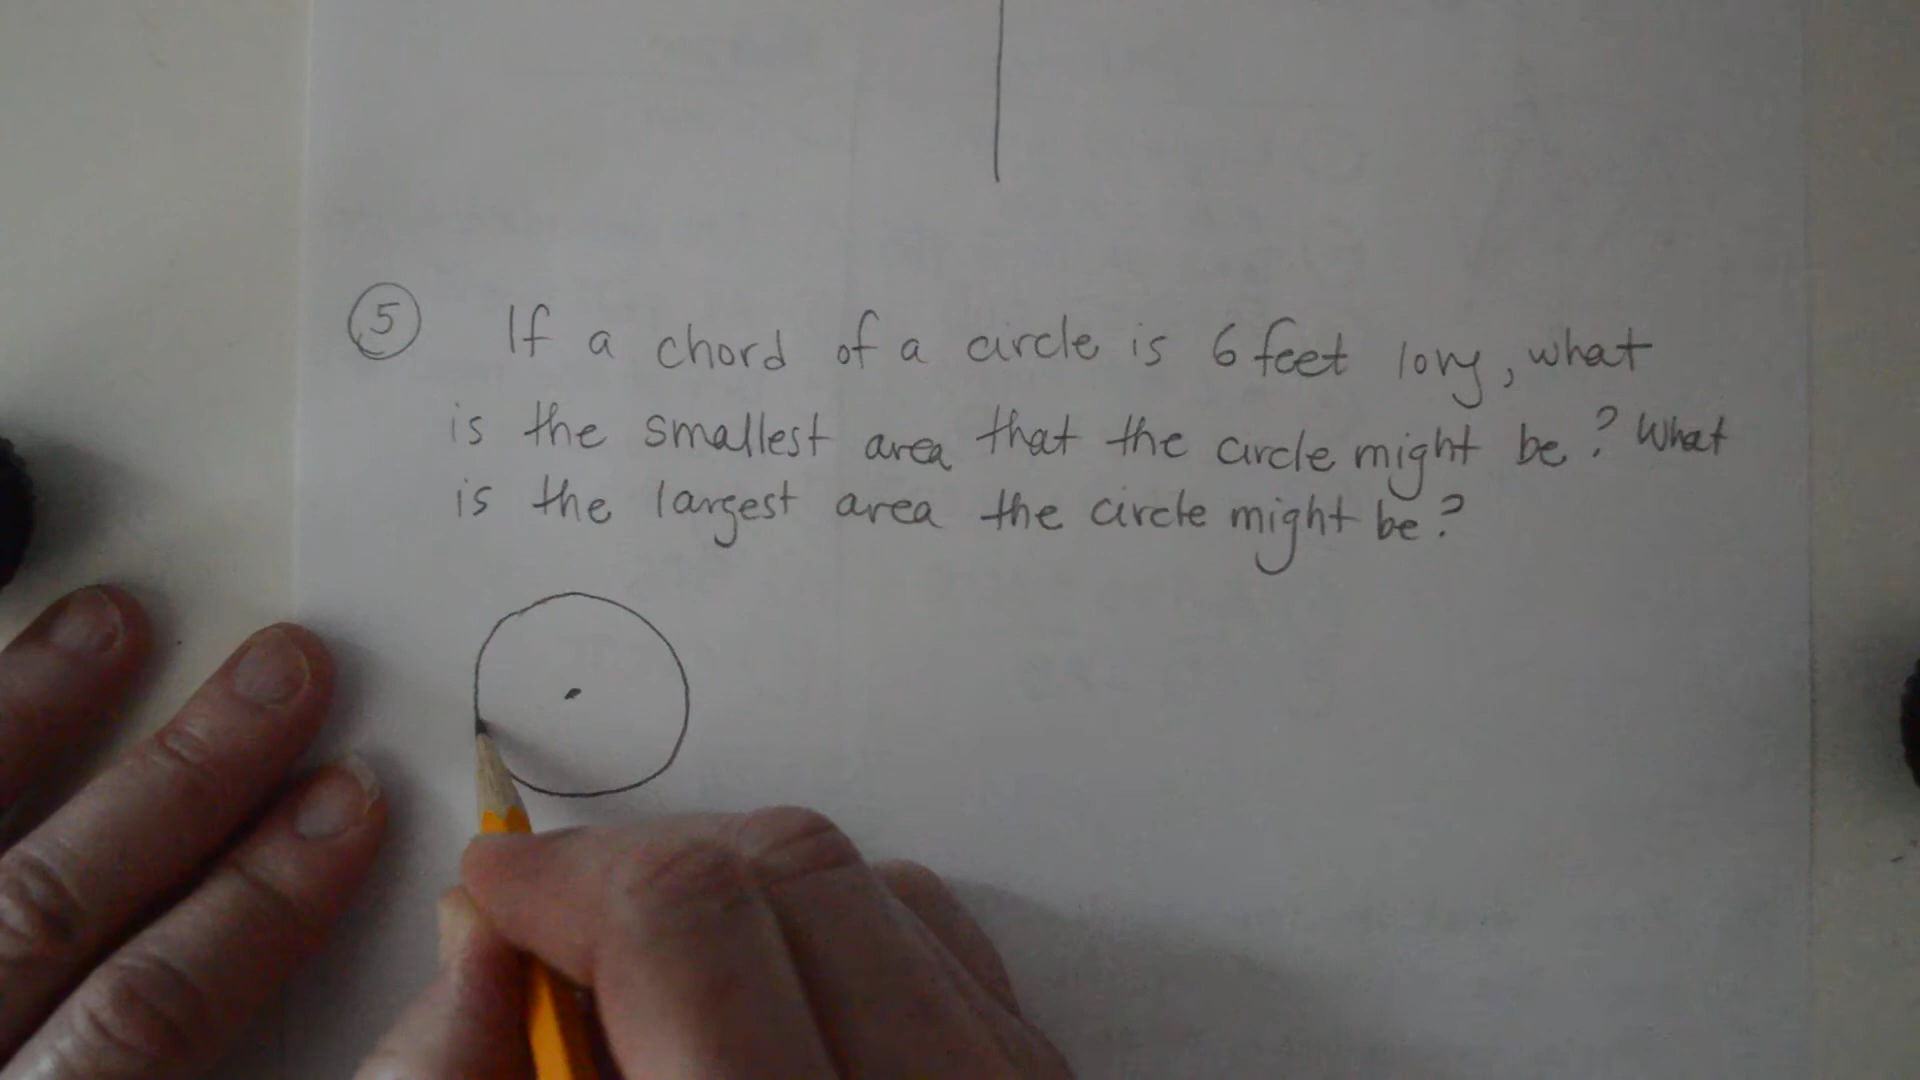 5 If a chord of a circle is 6 feet long, what
is the smallest area that the circle might be? What
is the largest area the circle might be?